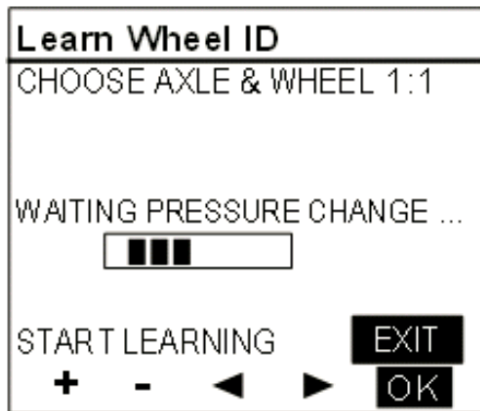 Learn Wheel ID
CHOOSE AXLE & WHEEL 1:1
WAITING PRESSURE CHANGE ...
START LEARNING EXIT
+ - ◄ ► OK